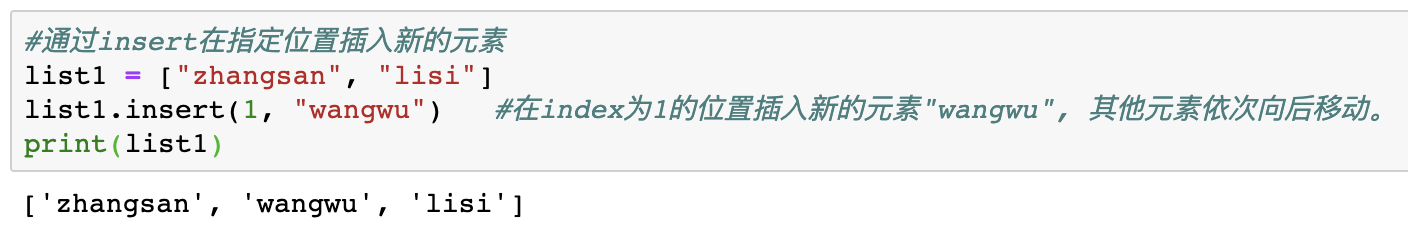 #通过insert在指定位置插入新的元素
list1 = ["zhangsan", "lisi"]
list1.insert(1, "wangwu")   #在index为1的位置插入新的元素"wangwu", 其他元素依次向后移动。
print(list1)
['zhangsan', 'wangwu', 'lisi']